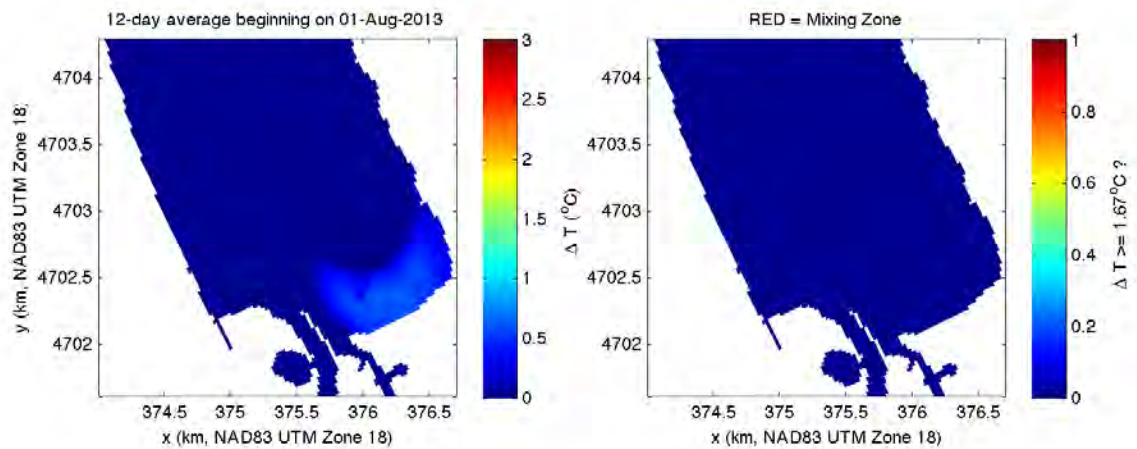 12-day average beginning on 01-Aug-2013
4704
4703.5
4703
4702.5
4702
y (km, NAD83 UTM Zone 18)
374.5 375 375.5 376 376.5
x (km, NAD83 UTM Zone 18)
3
2.5
2
1.5
1
0.5
0
Δ T (°C)
RED = Mixing Zone
4704
4703.5
4703
4702.5
4702
374.5 375 375.5 376 376.5
x (km, NAD83 UTM Zone 18)
1
0.8
0.6
0.4
0.2
0
Δ T >= 1.67°C ?